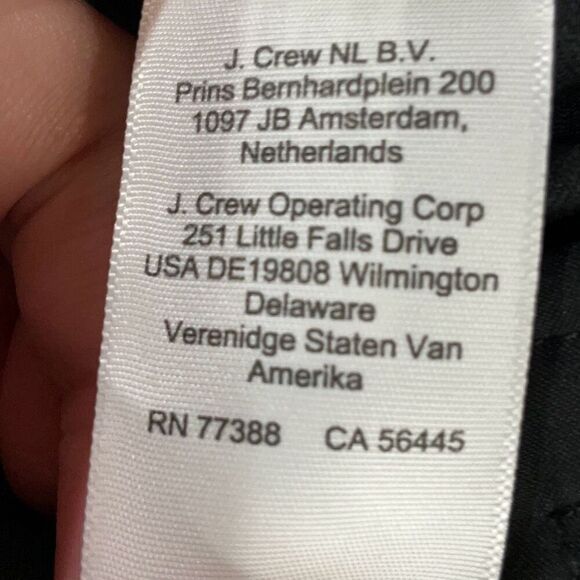 J. Crew NL B.V.
Prins Bernhardplein 200
1097 JB Amsterdam,
Netherlands
J. Crew Operating Corp
251 Little Falls Drive
USA DE19808 Wilmington
Delaware
Verenidge Staten Van
Amerika
RN 77388 CA 56445